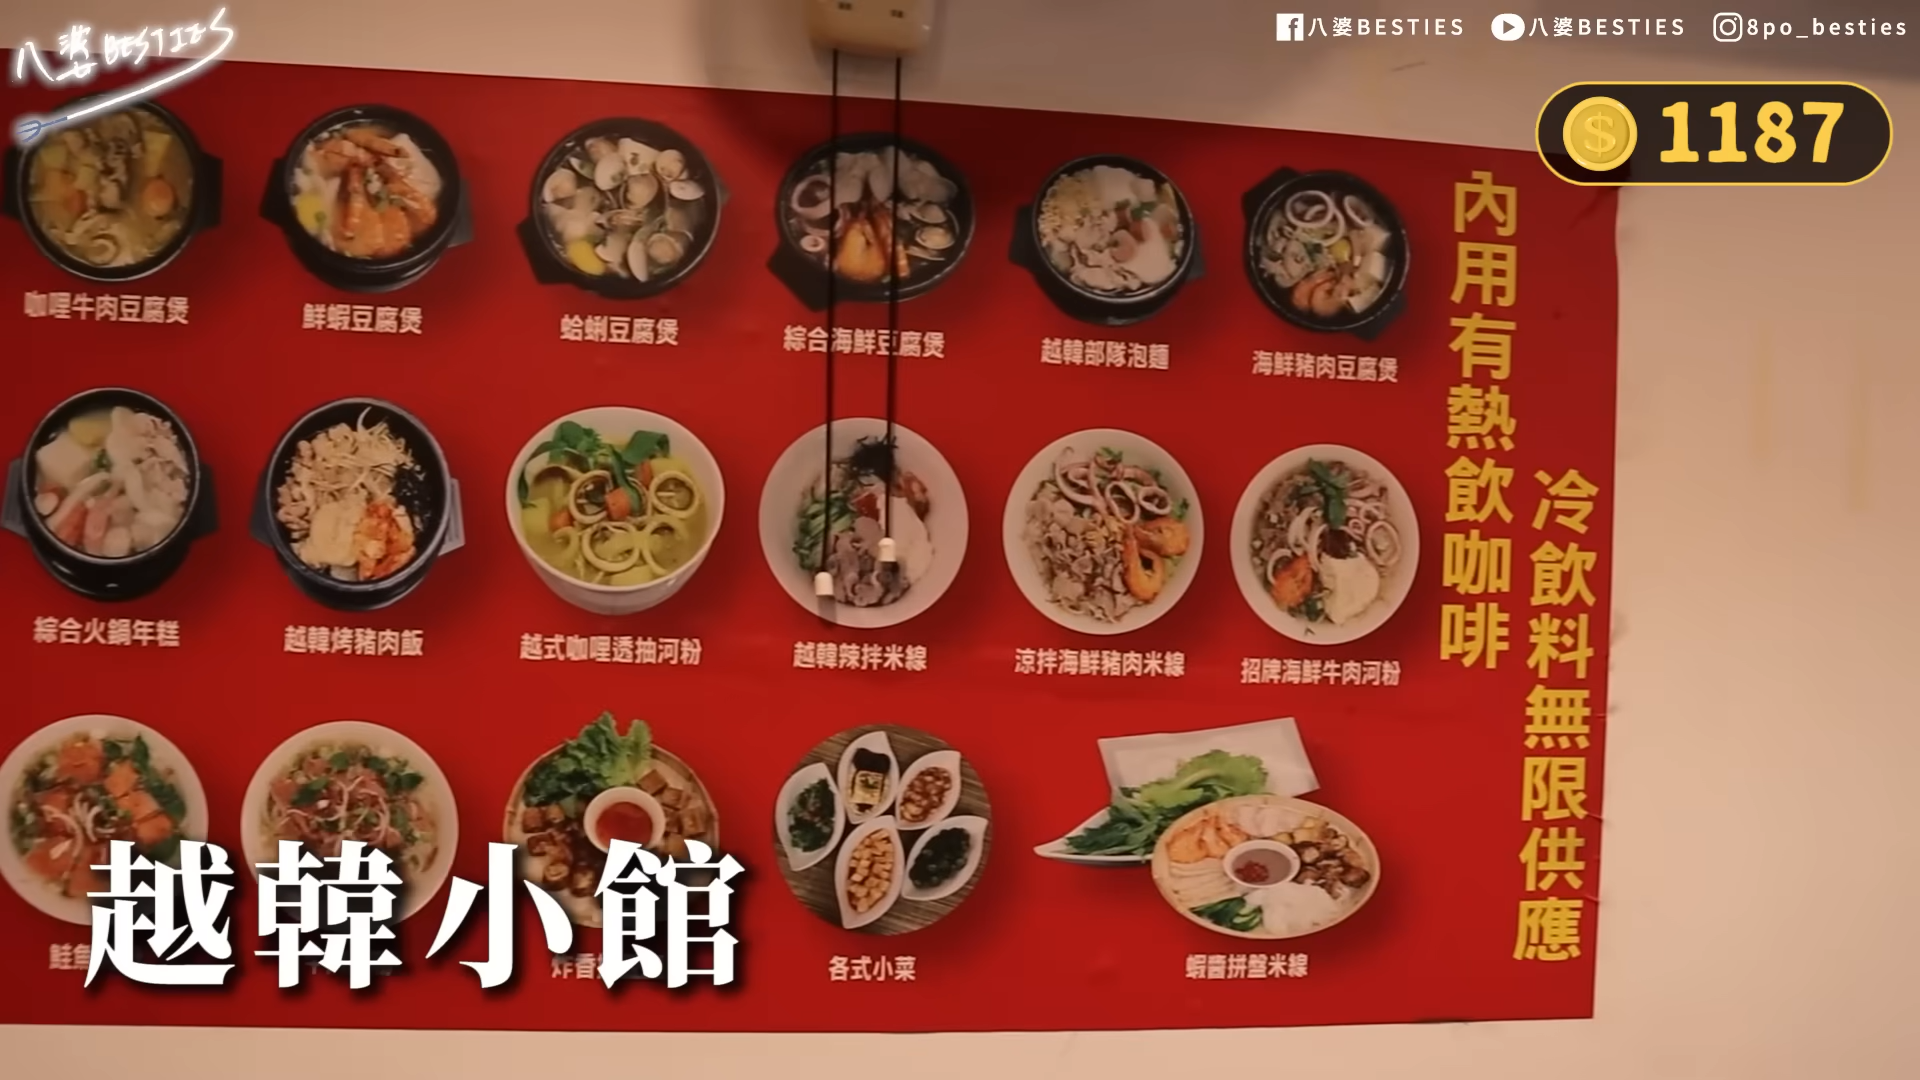 八婆BESTIES
八婆BESTIES
八婆BESTIES
8po_besties
1187
咖哩牛肉豆腐煲
鮮蝦豆腐煲
蛤蜊豆腐煲
綜合海鮮豆腐煲
越韓部隊泡麵
海鮮豬肉豆腐煲
綜合火鍋年糕
越韓烤豬肉飯
越式咖哩透抽河粉
越韓辣拌米線
涼拌海鮮豬肉米線
招牌海鮮牛肉河粉
各式小菜
蝦醬拼盤米線
內用有熱飲咖啡
冷飲料無限供應
越韓小館